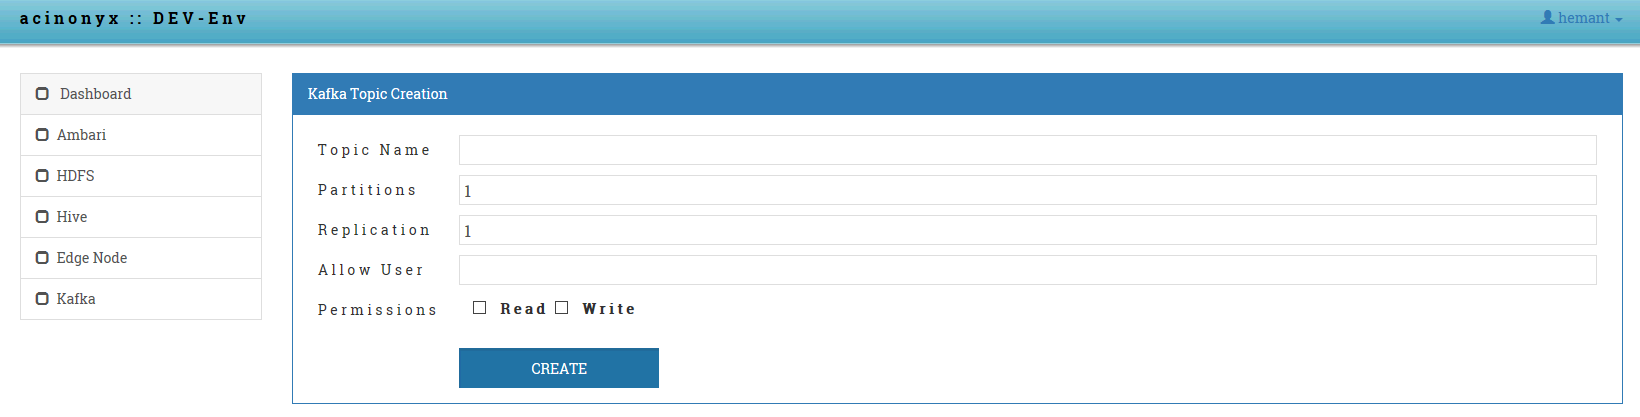 acinonyx :: DEV-Env
hemant
Dashboard
Ambari
HDFS
Hive
Edge Node
Kafka
Kafka Topic Creation
Topic Name
Partitions 1
Replication 1
Allow User
Permissions Read Write
CREATE